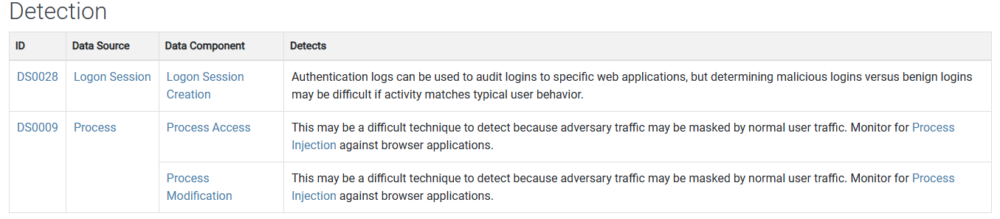 Detection
ID Data Source Data Component Detects
DS0028 Logon Session Logon Session Creation Authentication logs can be used to audit logins to specific web applications, but determining malicious logins versus benign logins
may be difficult if activity matches typical user behavior.
DS0009 Process Process Access This may be a difficult technique to detect because adversary traffic may be masked by normal user traffic. Monitor for Process
Injection against browser applications.
Process Modification This may be a difficult technique to detect because adversary traffic may be masked by normal user traffic. Monitor for Process
Injection against browser applications.